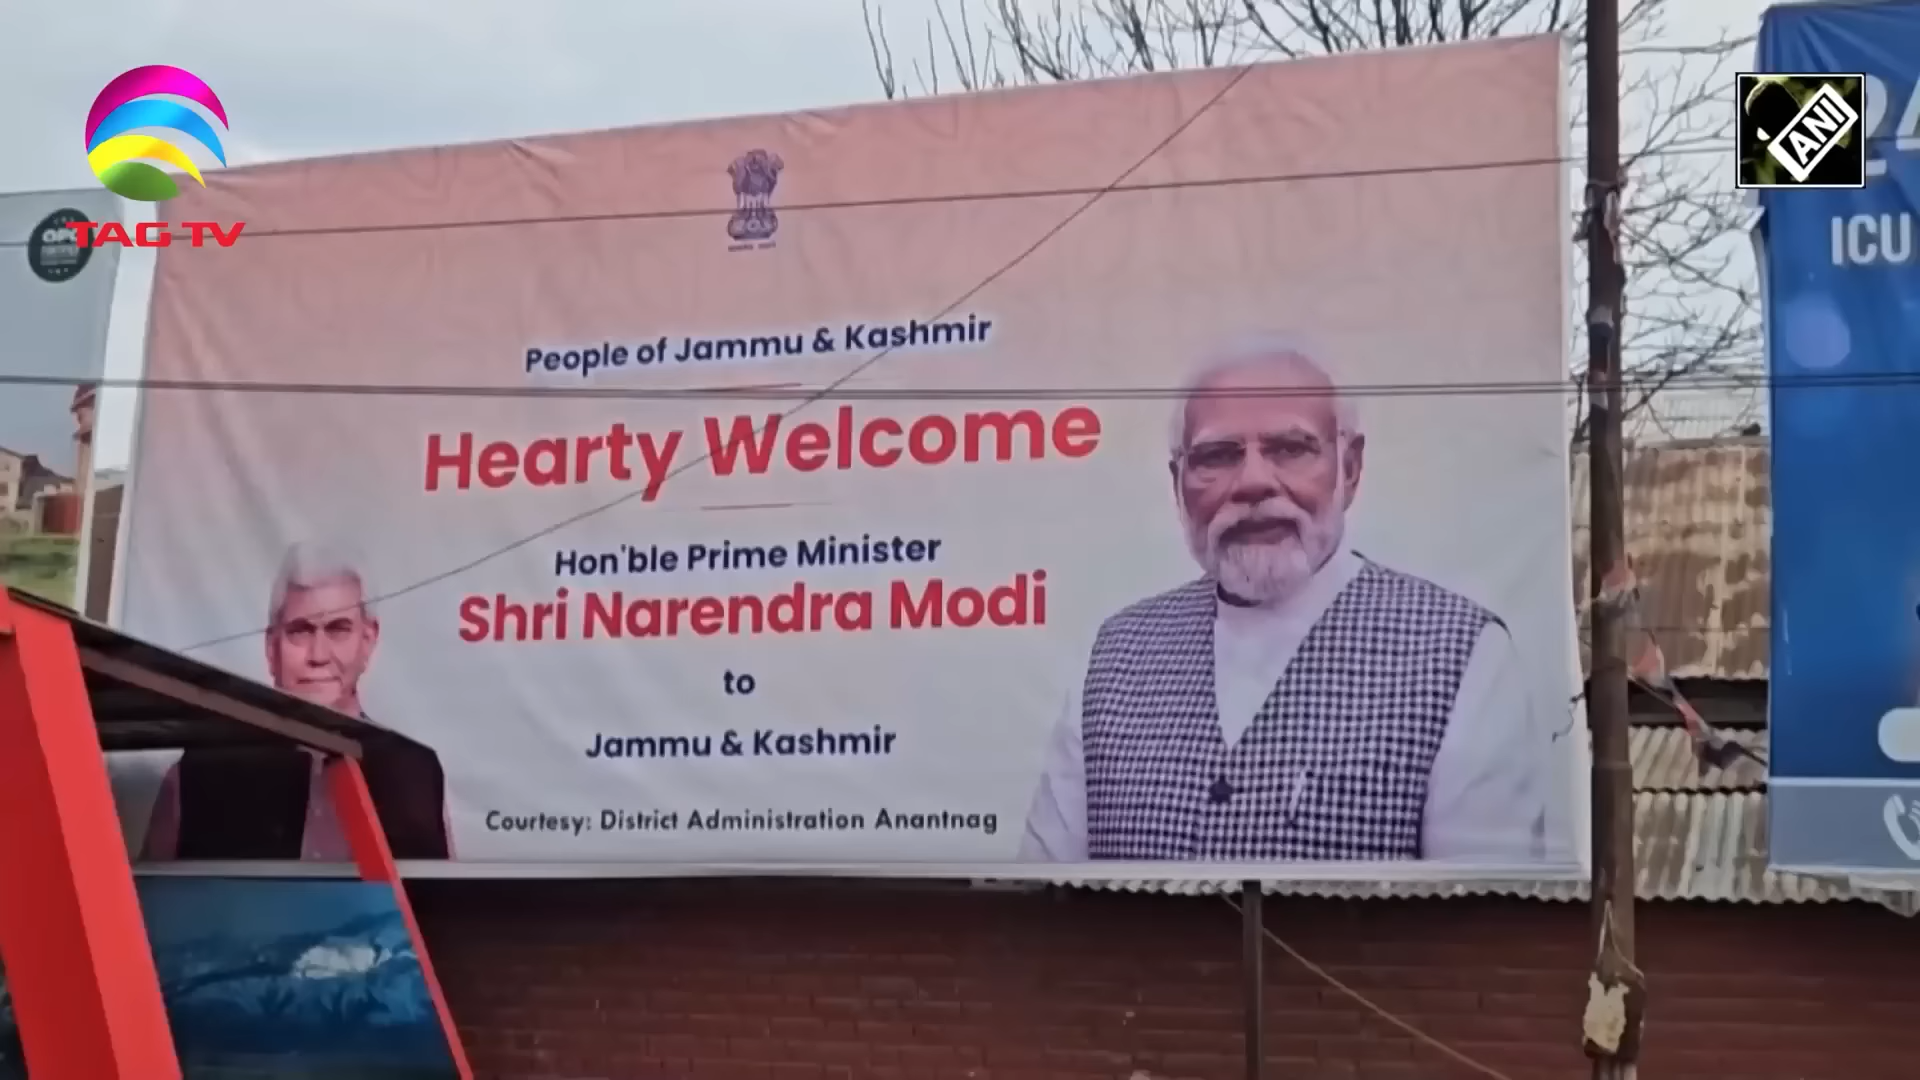 TAG TV
ANI
24
ICU
People of Jammu & Kashmir
Hearty Welcome
Hon'ble Prime Minister
Shri Narendra Modi
to
Jammu & Kashmir
Courtesy: District Administration Anantnag